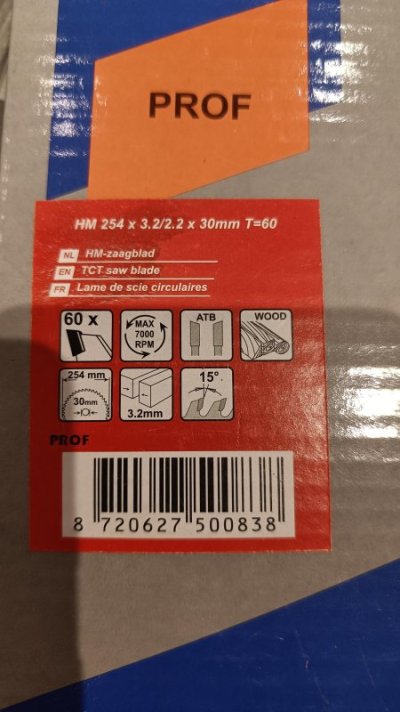 PROF
HM 254 x 3.2/2.2 x 30mm T=60
NL HM-zaagblad
EN TCT saw blade
FR Lame de scie circulaires
60 x
MAX
7000
RPM
ATB
WOOD
254 mm
30mm
3.2mm
15°
PROF
8 720627 500838